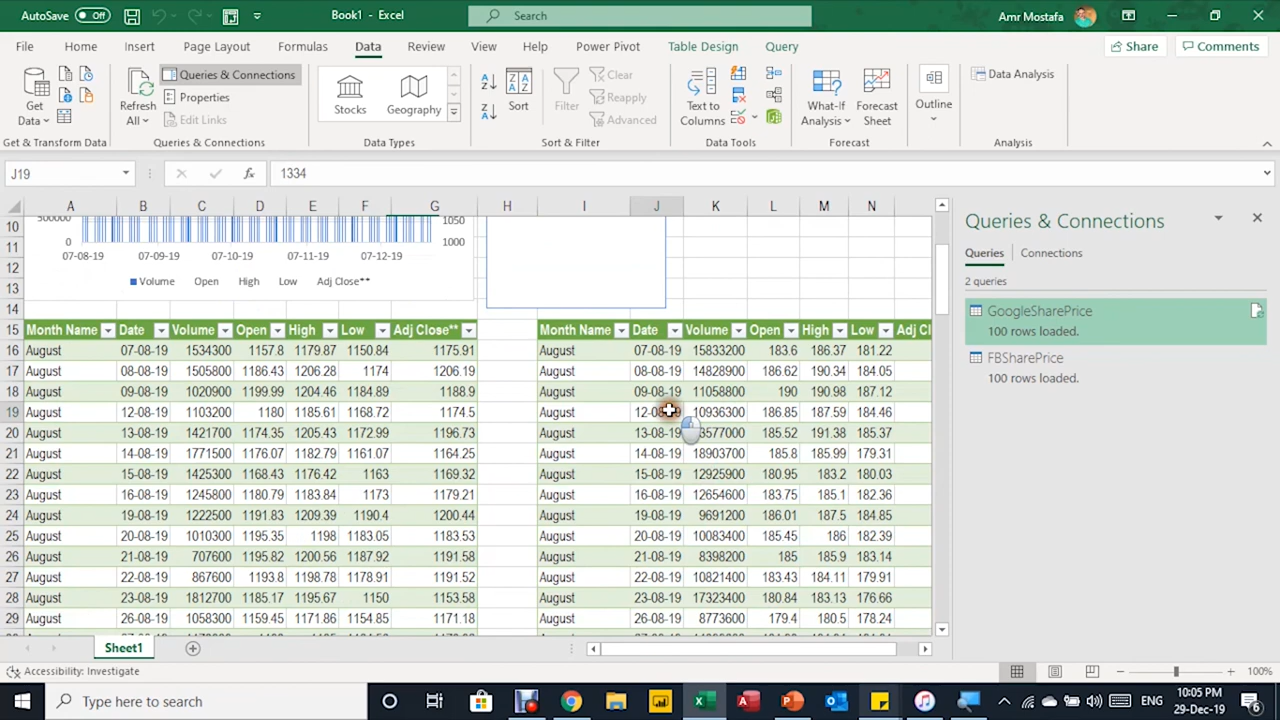 AutoSave Off Book1 - Excel Search Amr Mostafa
File Home Insert Page Layout Formulas Data Review View Help Power Pivot Table Design Query Share Comments
Get Data Refresh All Queries & Connections Properties Edit Links Stocks Geography Sort Filter Clear Reapply Advanced Text to Columns What-If Analysis Forecast Sheet Outline Data Analysis
Get & Transform Data Queries & Connections Data Types Sort & Filter Data Tools Forecast Analysis
J19 fx 1334
A B C D E F G H I J K L M N
10 500000 1050
11 0 1000
07-08-19 07-09-19 07-10-19 07-11-19 07-12-19
12
13 Volume Open High Low Adj Close**
14
15 Month Name Date Volume Open High Low Adj Close** Month Name Date Volume Open High Low Adj Cl
16 August 07-08-19 1534300 1157.8 1179.87 1150.84 1175.91 August 07-08-19 15833200 183.6 186.37 181.22
17 August 08-08-19 1505800 1186.43 1206.28 1174 1206.19 August 08-08-19 14828900 186.62 190.34 184.05
18 August 09-08-19 1020900 1199.99 1204.46 1184.89 1188.9 August 09-08-19 11058800 190 190.98 187.12
19 August 12-08-19 1103200 1180 1185.61 1168.72 1174.5 August 10936300 186.85 187.59 184.46
20 August 13-08-19 1421700 1174.35 1205.43 1172.99 1196.73 August 13-08-19 185.52 191.38 185.37
21 August 14-08-19 1771500 1176.07 1182.79 1161.07 1164.25 August 14-08-19 18903700 185.8 185.99 179.31
22 August 15-08-19 1425300 1168.43 1176.42 1163 1169.32 August 15-08-19 12925900 180.95 183.2 180.03
23 August 16-08-19 1245800 1180.79 1183.84 1173 1179.21 August 16-08-19 12654600 183.75 185.1 182.36
24 August 19-08-19 1222500 1191.83 1209.39 1190.4 1200.44 August 19-08-19 9691200 186.01 187.5 184.85
25 August 20-08-19 1010300 1195.35 1198 1183.05 1183.53 August 20-08-19 10083400 185.45 186 182.39
26 August 21-08-19 707600 1195.82 1200.56 1187.92 1191.58 August 21-08-19 8398200 185 185.9 183.14
27 August 22-08-19 867600 1193.8 1198.78 1178.91 1191.52 August 22-08-19 10821400 183.43 184.11 179.91
28 August 23-08-19 1812700 1185.17 1195.67 1150 1153.58 August 23-08-19 17323400 180.84 183.13 176.66
29 August 26-08-19 1058300 1159.45 1171.86 1154.85 1171.18 August 26-08-19 8773600 179.4 180.5 178.24
Queries & Connections
Queries Connections
2 queries
GoogleSharePrice
100 rows loaded.
FBSharePrice
100 rows loaded.
Sheet1
Accessibility: Investigate 100%
Type here to search ENG 10:05 PM
29-Dec-19 6